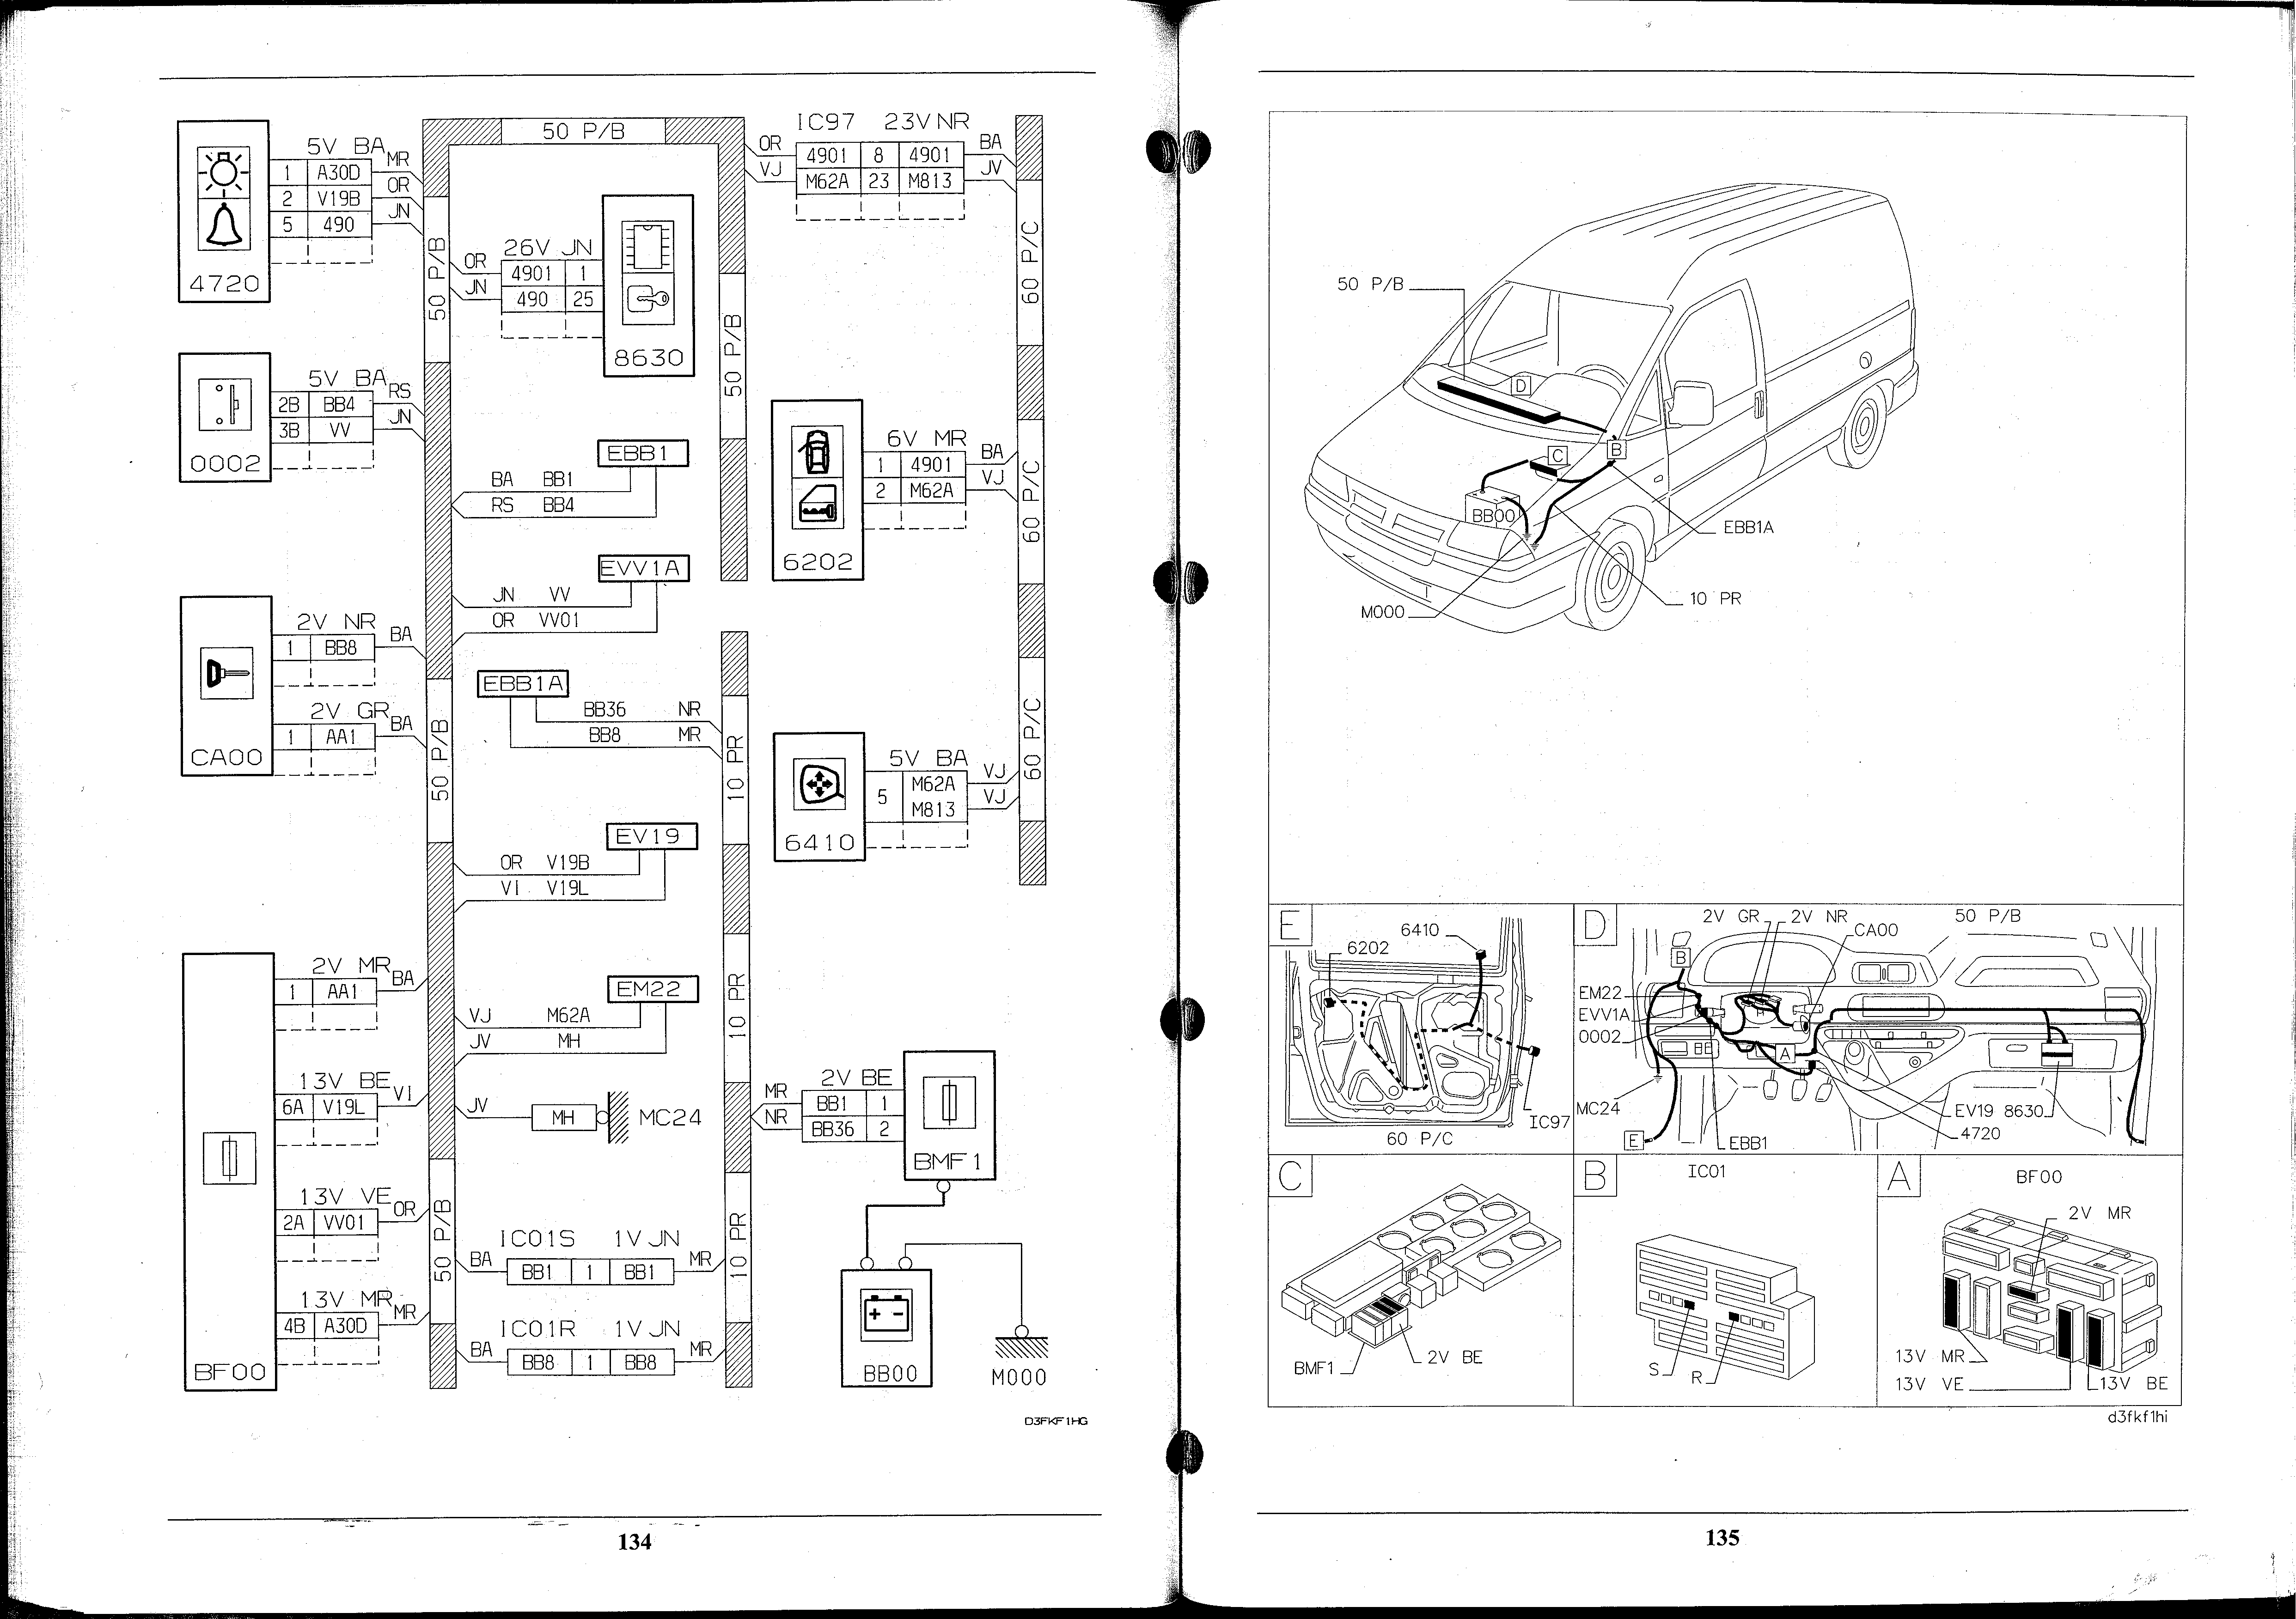 50 P/B
5V BA
1 A30D MR
2 V19B OR
5 490 JN
4720
50 P/B
OR
JN
26V JN
4901 1
490 25
8630
5V BA
2B BB4 RS
3B VV JN
0002
EBB1
BA BB1
RS BB4
EVV1A
JN VV
OR VV01
2V NR
1 BB8 BA
2V GR
1 AA1 BA
CA00
50 P/B
EBB1A
BB36 NR
BB8 MR
EV19
OR V19B
VI V19L
EM22
VJ M62A
JV MH
JV MH MC24
2V MR
1 AA1 BA
13V BE
6A V19L VI
13V VE
2A VV01 OR
13V MR
4B A30D MR
BF00
50 P/B
IC01S 1V JN
BA BB1 1 BB1 MR
IC01R 1V JN
BA BB8 1 BB8 MR
50 P/B
10 PR
10 PR
10 PR
IC97 23V NR
OR 4901 8 4901 BA
VJ M62A 23 M813 JV
60 P/C
6V MR
1 4901 BA
2 M62A VJ
6202
60 P/C
5V BA
5 M62A VJ
M813 VJ
6410
60 P/C
2V BE
MR BB1 1
NR BB36 2
BMF1
BB00
M000
D3FKF1HG
134
50 P/B
D
B
C
BB00
EBB1A
10 PR
M000
E
6410
6202
IC97
60 P/C
D
2V GR
2V NR
50 P/B
CA00
B
EM22
EVV1A
0002
BE
A
MC24
EV19 8630
4720
E
EBB1
C
BMF1
2V BE
B
IC01
S
R
A
BF00
2V MR
13V MR
13V VE
13V BE
d3fkf1hi
135